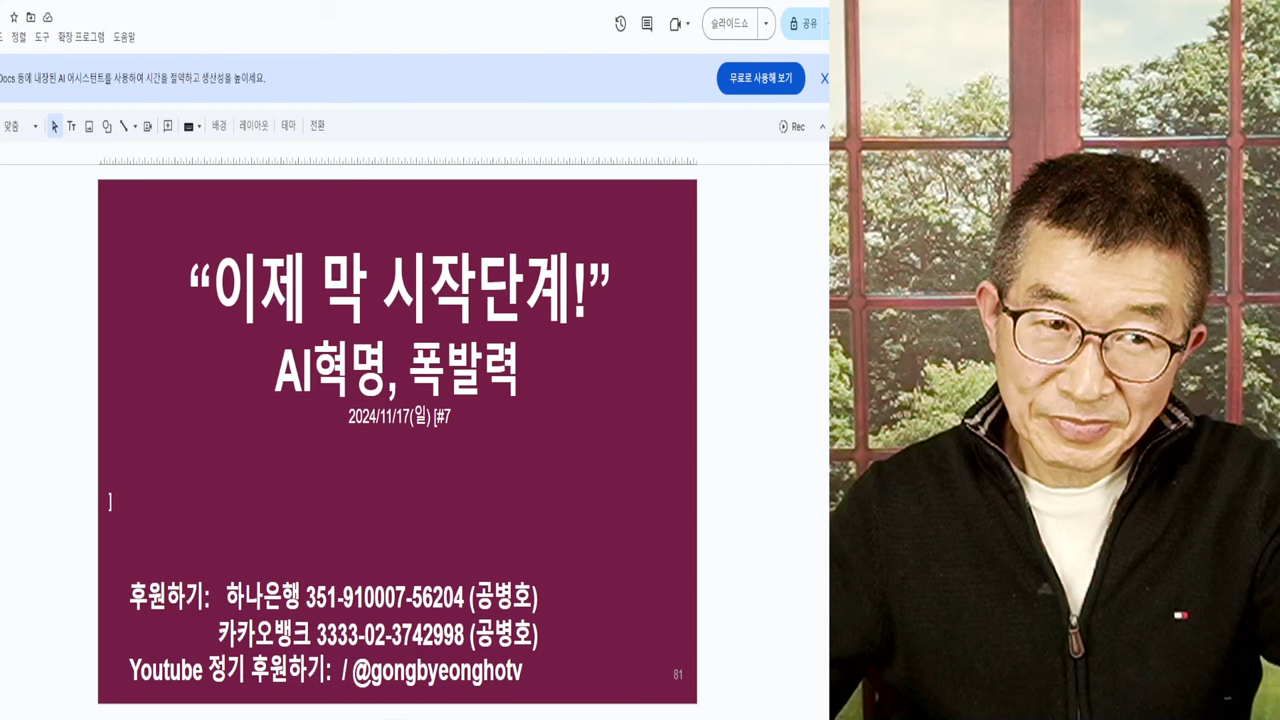 정렬 도구 확장 프로그램 도움말
슬라이드쇼
공유
Docs 등에 내장된 AI 어시스턴트를 사용하여 시간을 절약하고 생산성을 높이세요.
무료로 사용해 보기
X
맞춤
Tт
배경 레이아웃 테마 전환
Rec
“이제 막 시작단계!”
AI혁명, 폭발력
2024/11/17(일) [#7
]
후원하기: 하나은행 351-910007-56204 (공병호)
카카오뱅크 3333-02-3742998 (공병호)
Youtube 정기 후원하기: / @gongbyeonghotv
81